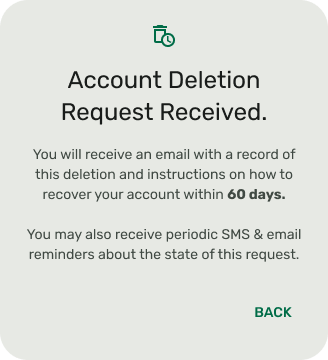 Account Deletion
Request Received.
You will receive an email with a record of
this deletion and instructions on how to
recover your account within 60 days.
You may also receive periodic SMS & email
reminders about the state of this request.
BACK